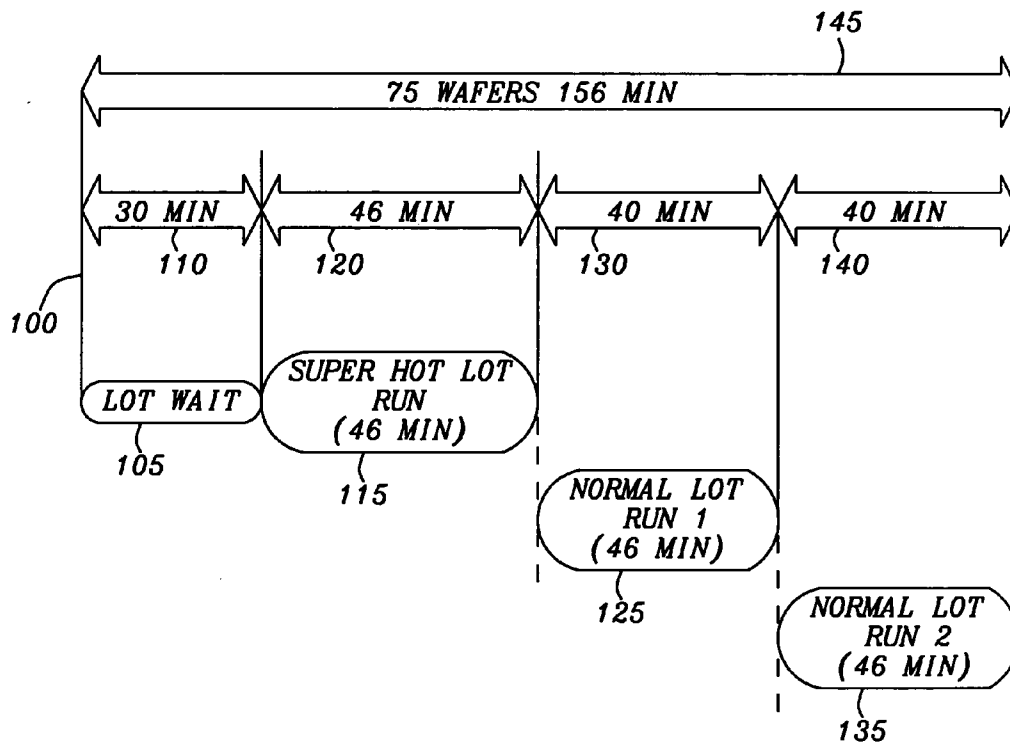 145
75 WAFERS 156 MIN
30 MIN 46 MIN 40 MIN 40 MIN
110 120 130 140
100
LOT WAIT
105
SUPER HOT LOT
RUN
(46 MIN)
115
NORMAL LOT
RUN 1
(46 MIN)
125
NORMAL LOT
RUN 2
(46 MIN)
135